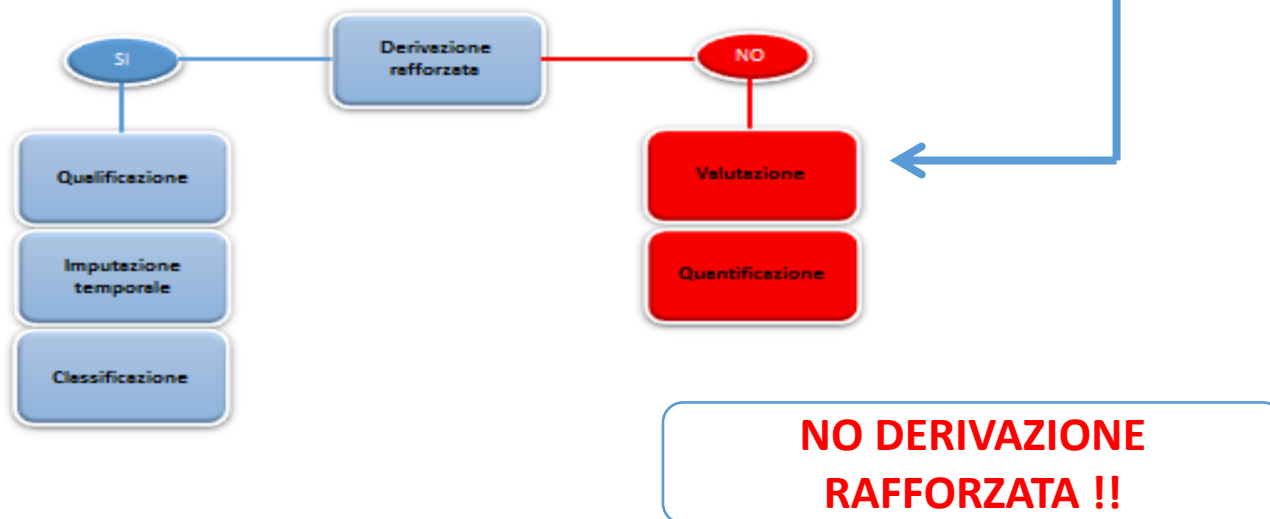 SI
Derivazione
rafforzata
NO
Qualificazione
Valutazione
Imputazione
temporale
Quantificazione
Classificazione
NO DERIVAZIONE
RAFFORZATA !!